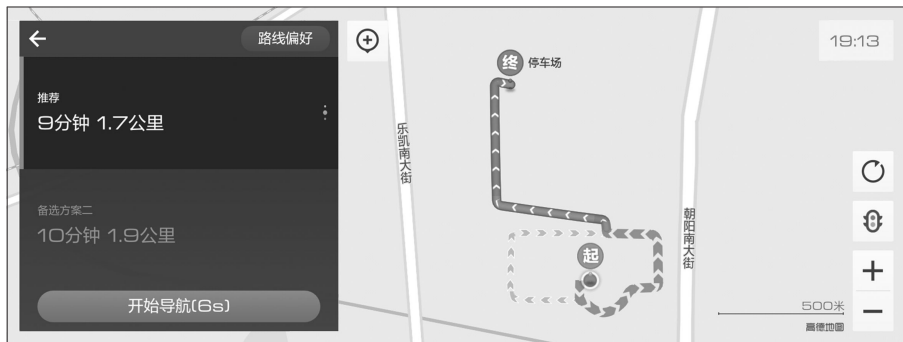 路线偏好
推荐
9分钟 1.7公里
备选方案二
10分钟 1.9公里
开始导航(6s)
终
停车场
乐凯南大街
起
朝阳南大街
19:13
500米
高德地图